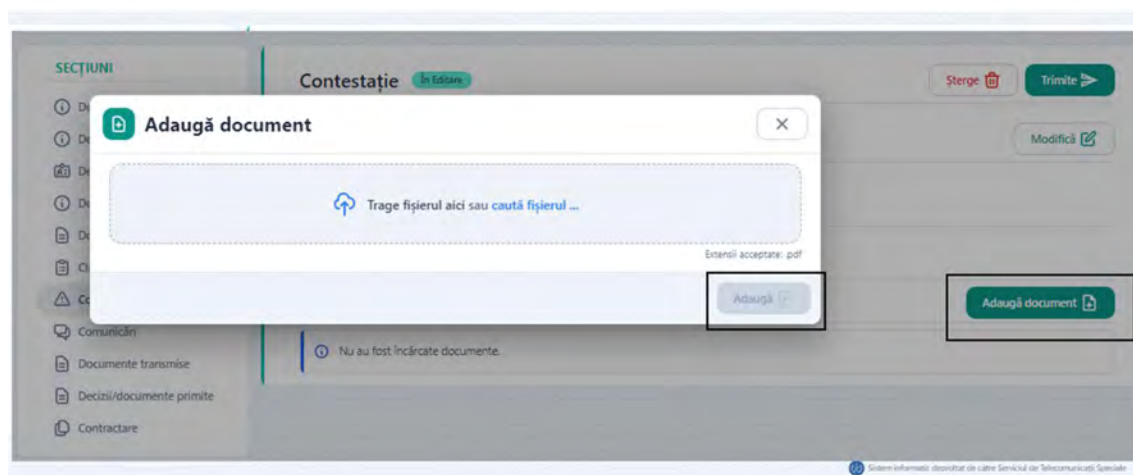 SECȚIUNI
Contestație În Editare
Șterge
Trimite
Adaugă document
Modifică
Trage fișierul aici sau caută fișierul ...
Extensii acceptate: .pdf
Adaugă
Adaugă document
Comunicări
Nu au fost încărcate documente.
Documente transmise
Decizii/documente primite
Contractare
Sistem informatic dezvoltat de către Serviciul de Telecomunicații Speciale